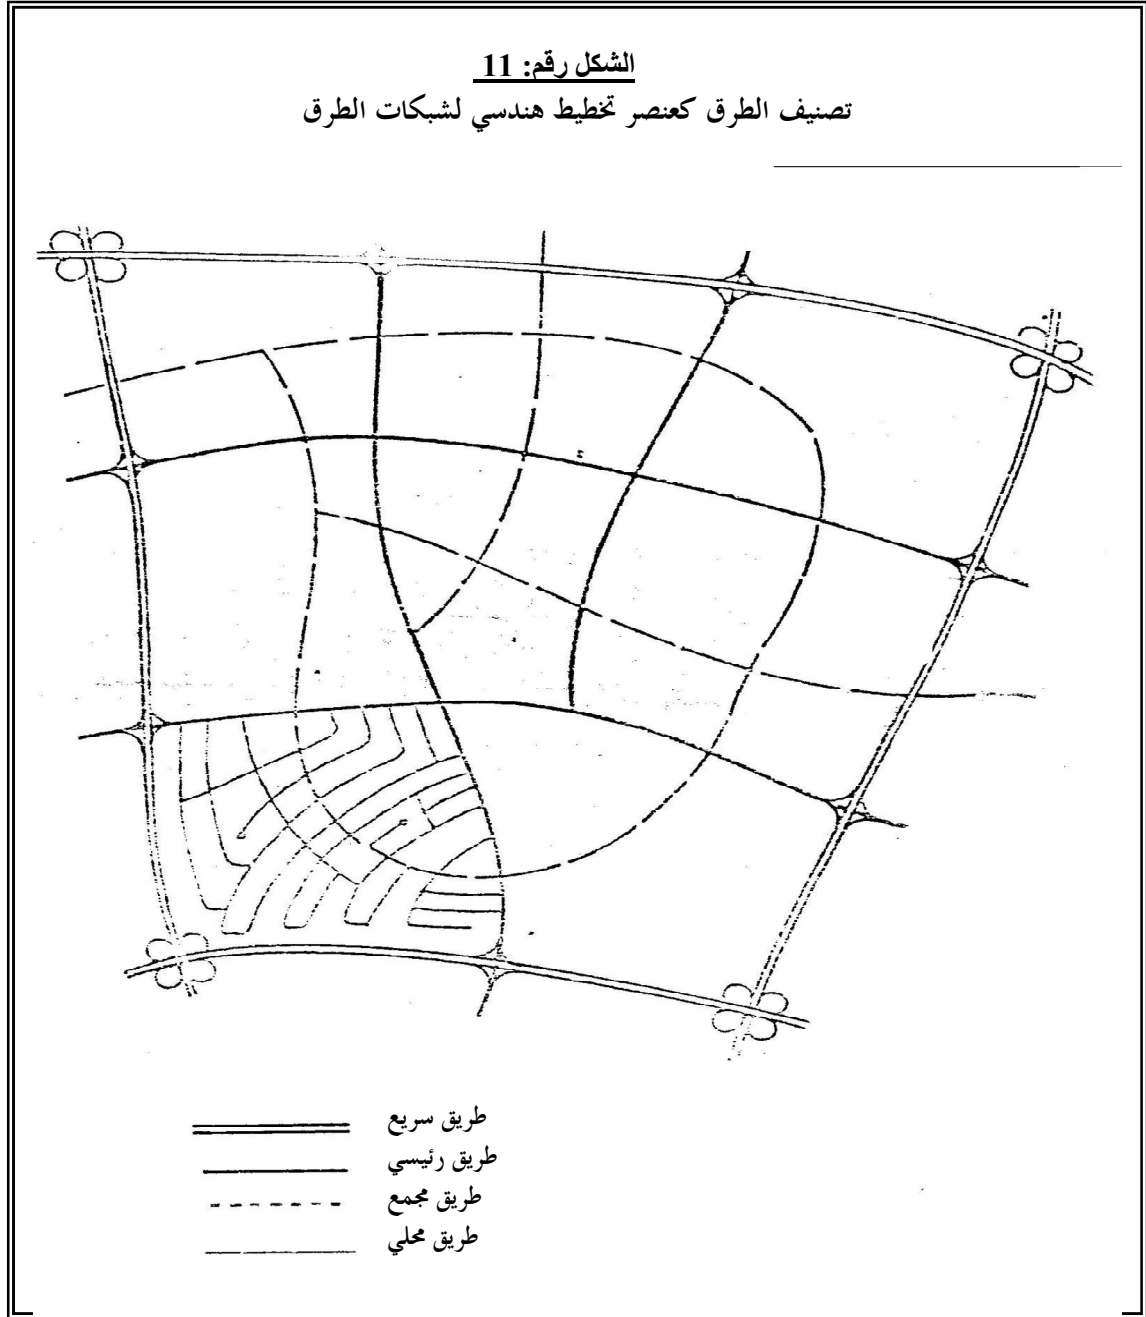 الشكل رقم: 11
تصنيف الطرق كعنصر تخطيط هندسي لشبكات الطرق
طريق سريع
طريق رئيسي
طريق مجمع
طريق محلي